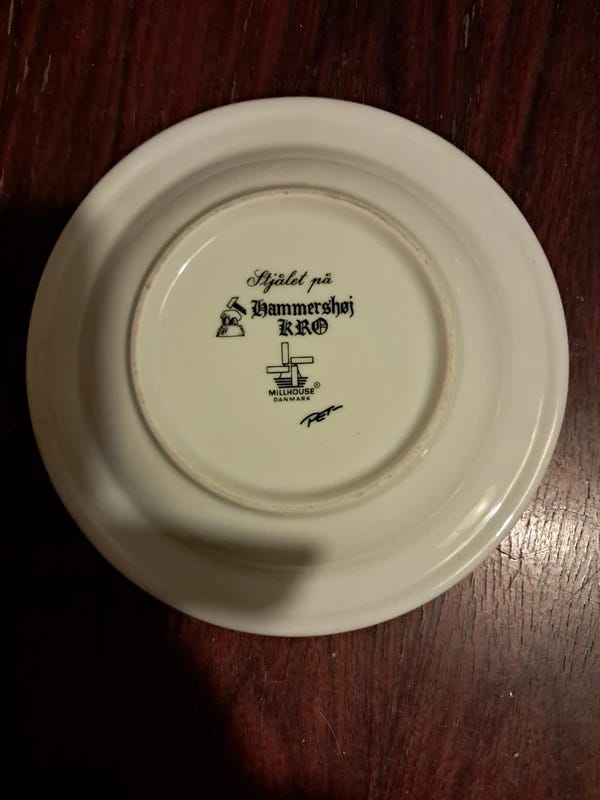 Stjålet på
Hammershøj
KRO
MILLHOUSE ®
DANMARK